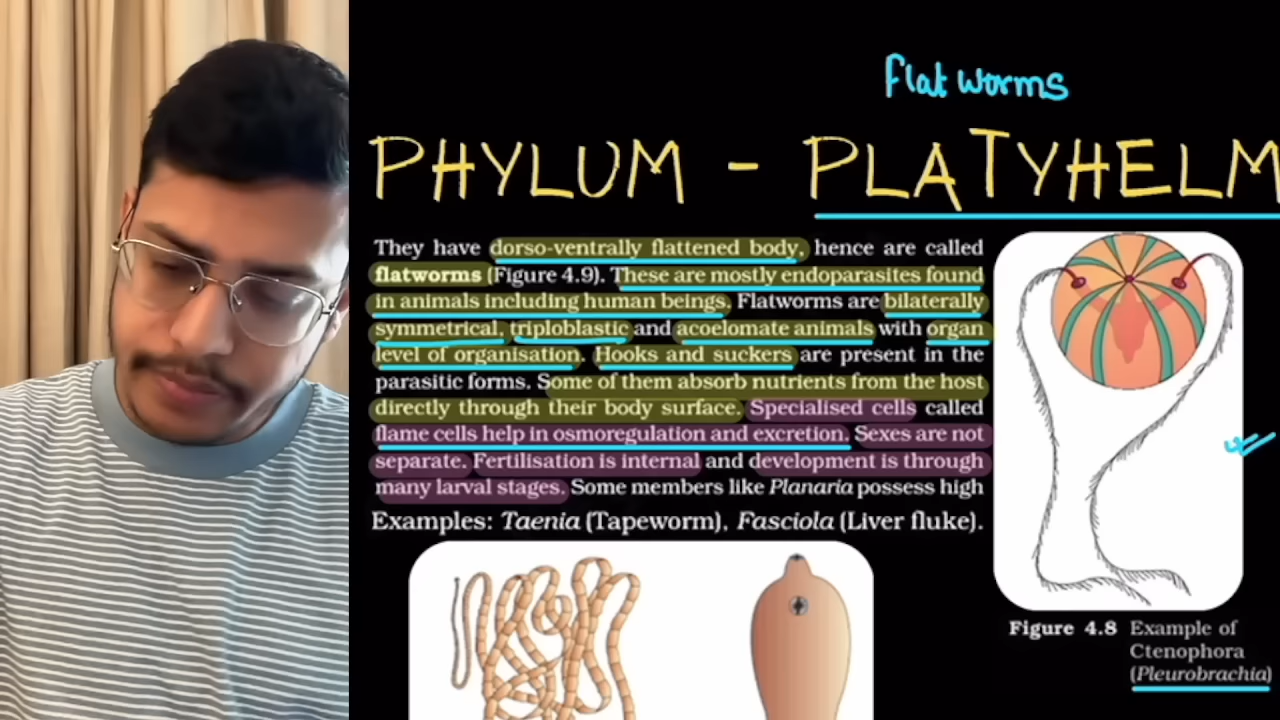 flat worms
PHYLUM - PLATYHELM
They have dorso-ventrally flattened body, hence are called
flatworms (Figure 4.9). These are mostly endoparasites found
in animals including human beings. Flatworms are bilaterally
symmetrical, triploblastic and acoelomate animals with organ
level of organisation. Hooks and suckers are present in the
parasitic forms. Some of them absorb nutrients from the host
directly through their body surface. Specialised cells called
flame cells help in osmoregulation and excretion. Sexes are not
separate. Fertilisation is internal and development is through
many larval stages. Some members like Planaria possess high
Examples: Taenia (Tapeworm), Fasciola (Liver fluke).
Figure 4.8 Example of
Ctenophora
(Pleurobrachia)